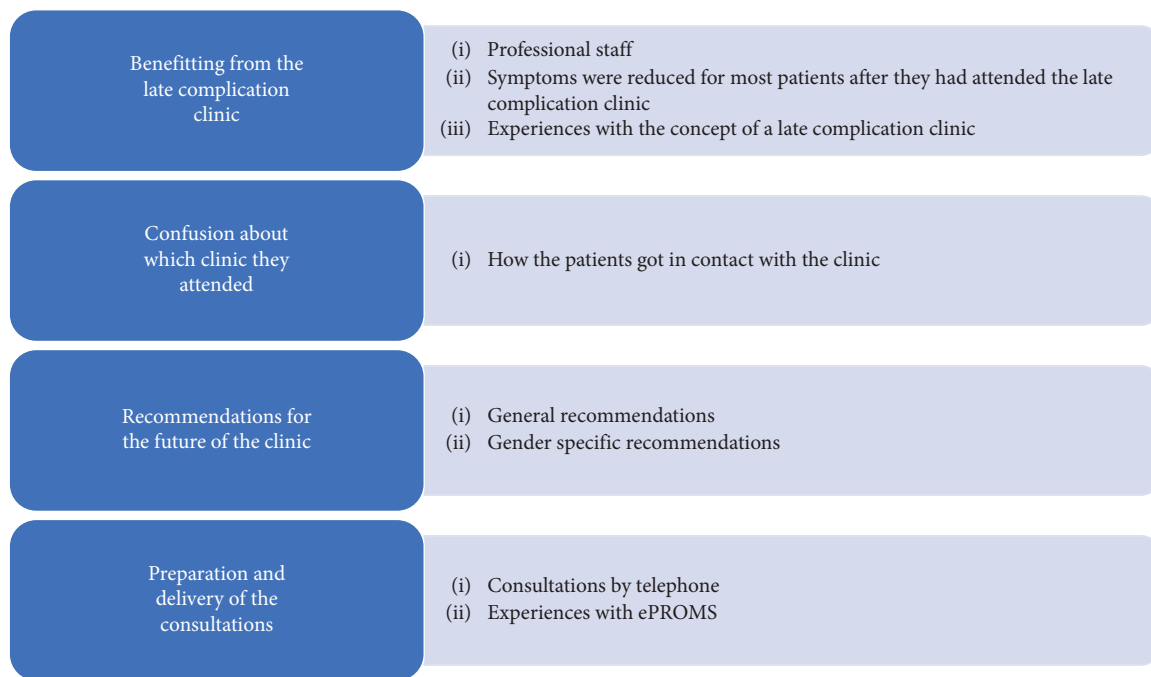 Benefitting from the
late complication
clinic
(i) Professional staff
(ii) Symptoms were reduced for most patients after they had attended the late
complication clinic
(iii) Experiences with the concept of a late complication clinic
Confusion about
which clinic they
attended
(i) How the patients got in contact with the clinic
Recommendations for
the future of the clinic
(i) General recommendations
(ii) Gender specific recommendations
Preparation and
delivery of the
consultations
(i) Consultations by telephone
(ii) Experiences with ePROMS